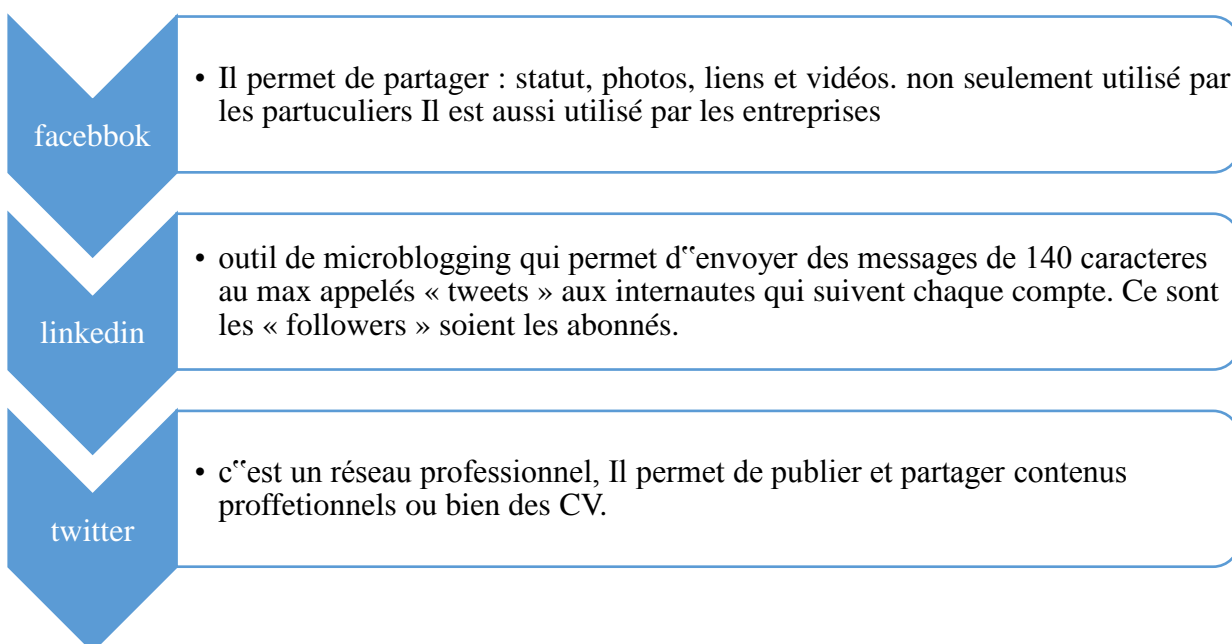 facebbok
• Il permet de partager : statut, photos, liens et vidéos. non seulement utilisé par
les partuculiers Il est aussi utilisé par les entreprises
linkedin
• outil de microblogging qui permet d‟envoyer des messages de 140 caracteres
au max appelés « tweets » aux internautes qui suivent chaque compte. Ce sont
les « followers » soient les abonnés.
twitter
• c‟est un réseau professionnel, Il permet de publier et partager contenus
proffetionnels ou bien des CV.